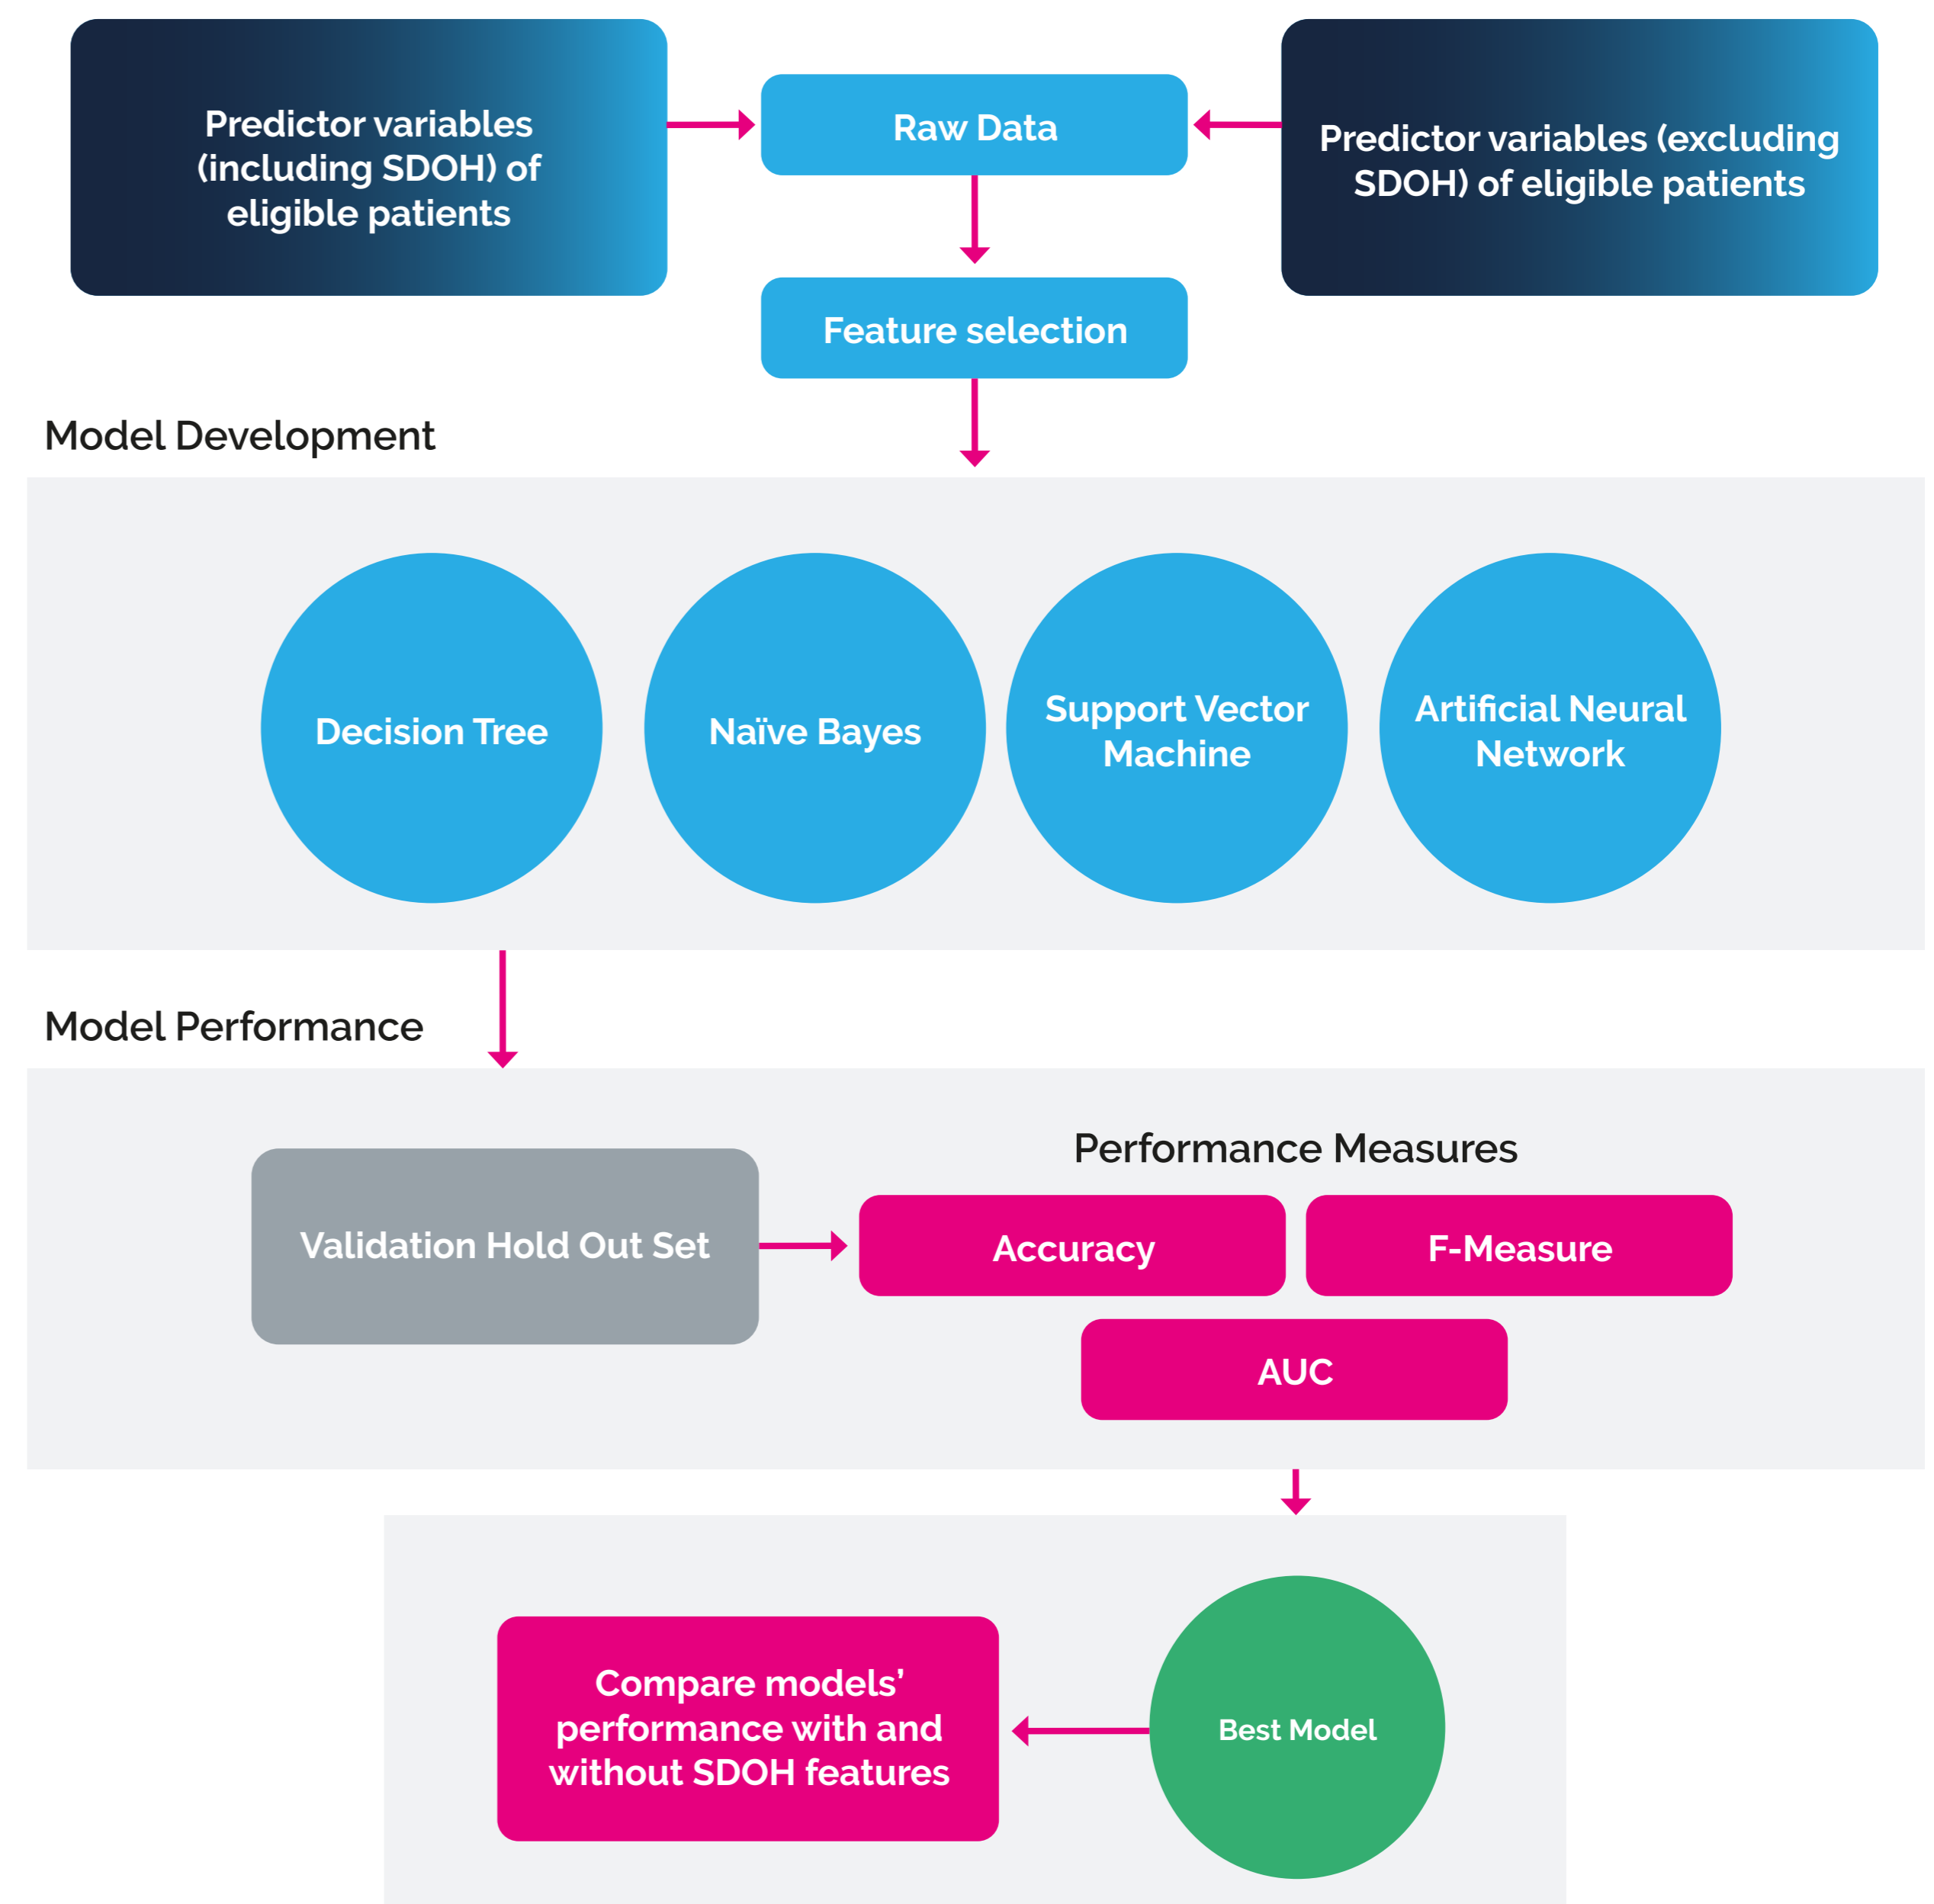 Predictor variables
(including SDOH) of
eligible patients
Raw Data
Predictor variables (excluding
SDOH) of eligible patients
Feature selection
Model Development
Decision Tree
Naïve Bayes
Support Vector
Machine
Artificial Neural
Network
Model Performance
Validation Hold Out Set
Performance Measures
Accuracy
F-Measure
AUC
Compare models’
performance with and
without SDOH features
Best Model